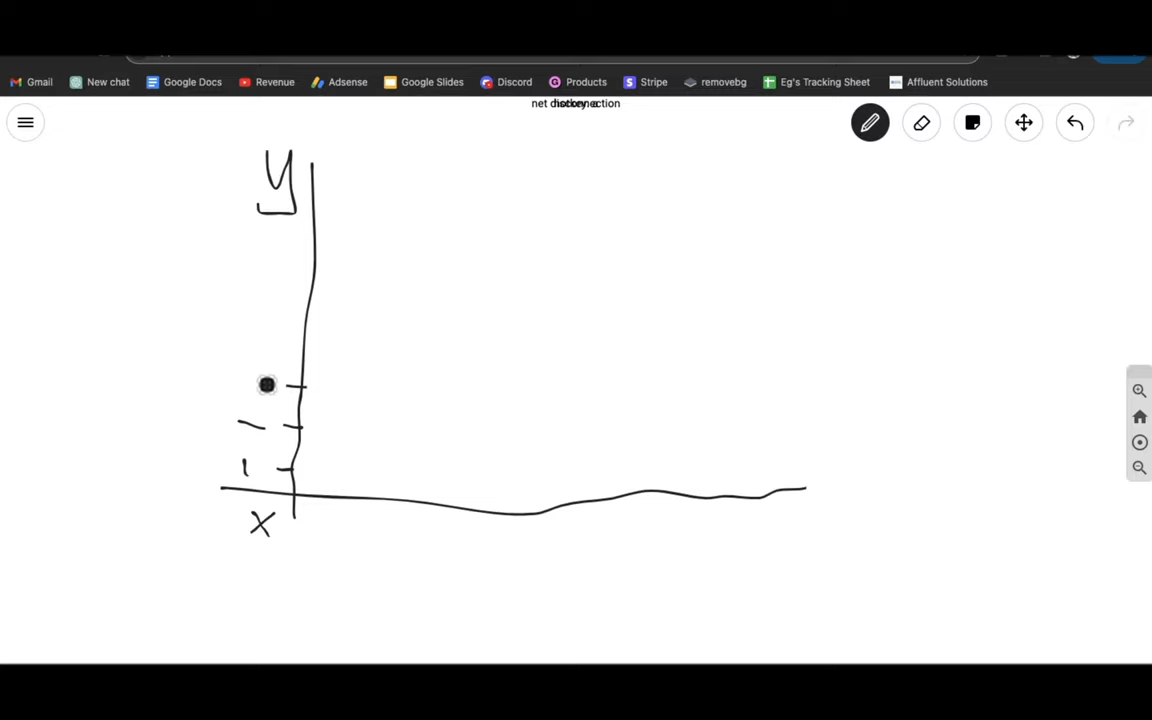 Gmail New chat Google Docs Revenue Adsense Google Slides Discord Products Stripe removebg Eg's Tracking Sheet Affluent Solutions
net
y
1
x